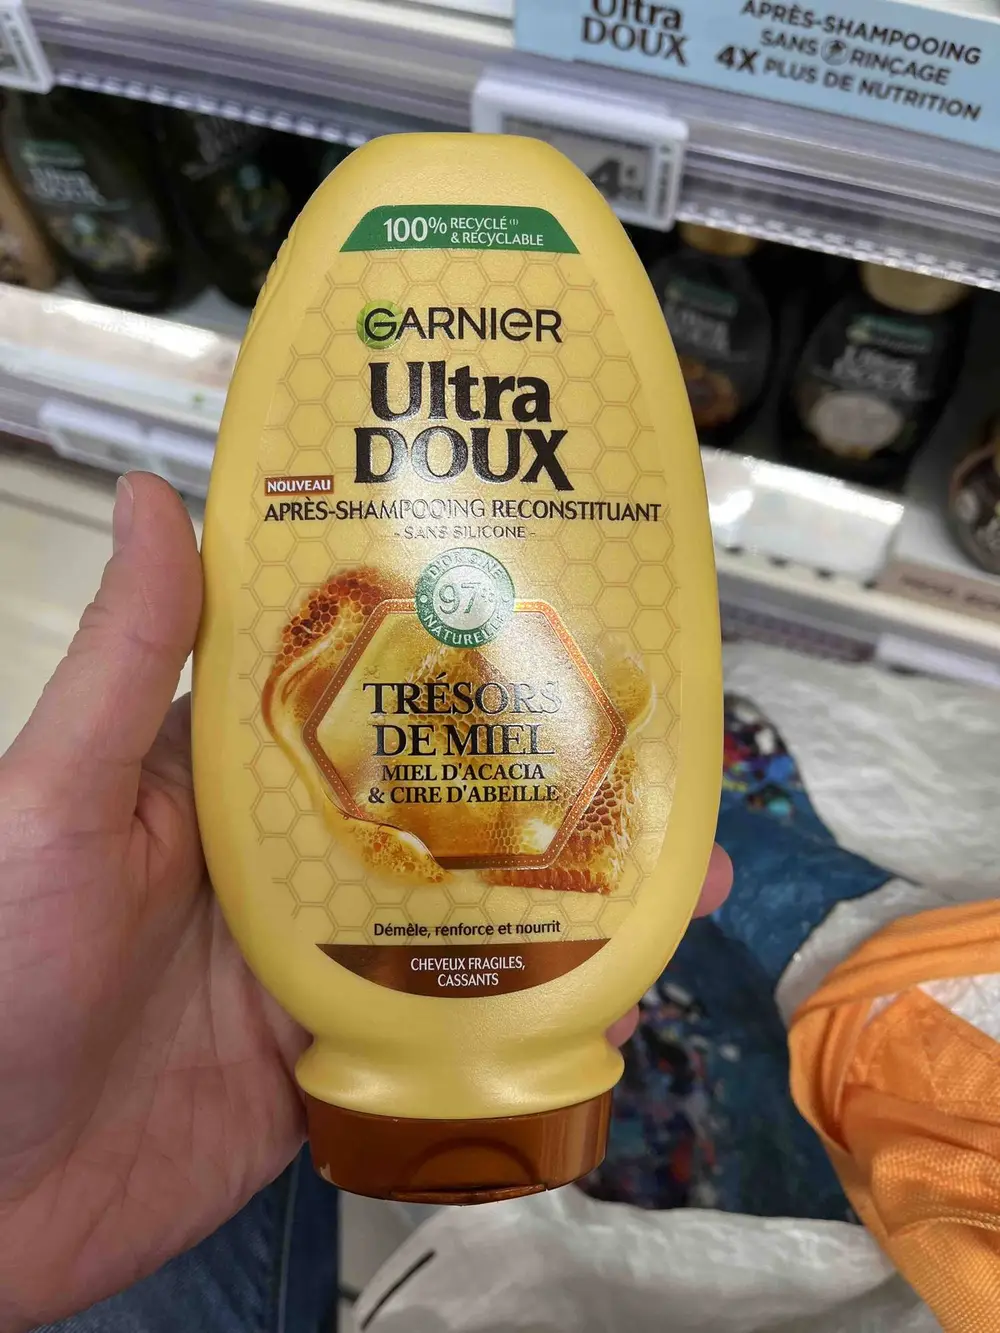 Ultra
DOUX
APRÈS-SHAMPOOING
SANS RINÇAGE
4X PLUS DE NUTRITION
100% RECYCLÉ (1)
& RECYCLABLE
GARNIER
Ultra
DOUX
NOUVEAU
APRÈS-SHAMPOOING RECONSTITUANT
- SANS SILICONE -
D'ORIGINE
97%
NATURELLE
TRÉSORS
DE MIEL
MIEL D'ACACIA
& CIRE D'ABEILLE
Démêle, renforce et nourrit
CHEVEUX FRAGILES,
CASSANTS